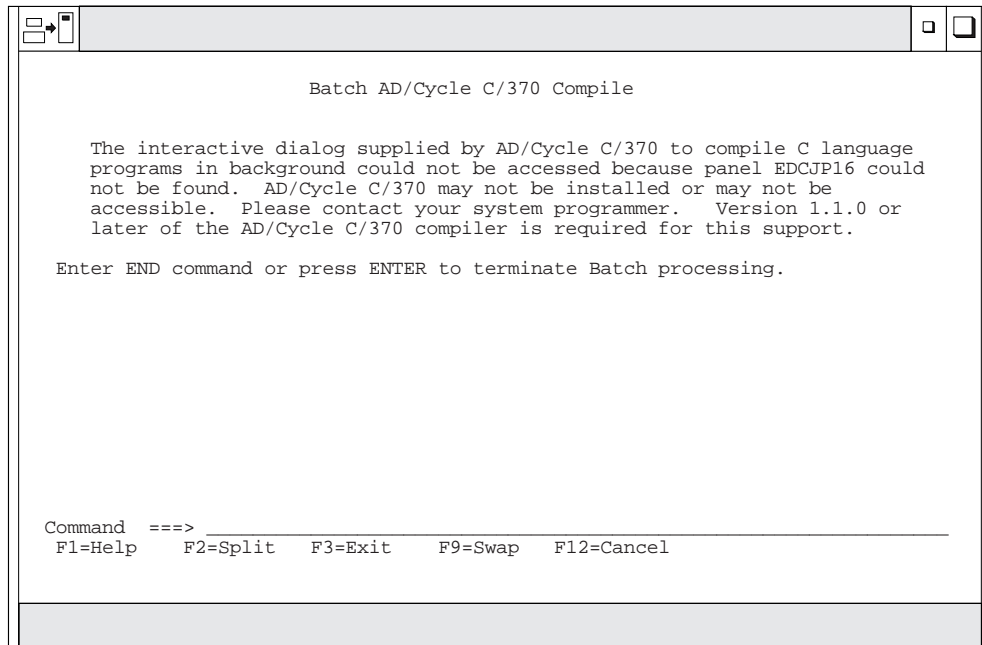 Batch AD/Cycle C/370 Compile
The interactive dialog supplied by AD/Cycle C/370 to compile C language
programs in background could not be accessed because panel EDCJP16 could
not be found.  AD/Cycle C/370 may not be installed or may not be
accessible.  Please contact your system programmer.   Version 1.1.0 or
later of the AD/Cycle C/370 compiler is required for this support.
Enter END command or press ENTER to terminate Batch processing.
Command  ===> ________________________________________________________________
F1=Help    F2=Split   F3=Exit    F9=Swap   F12=Cancel